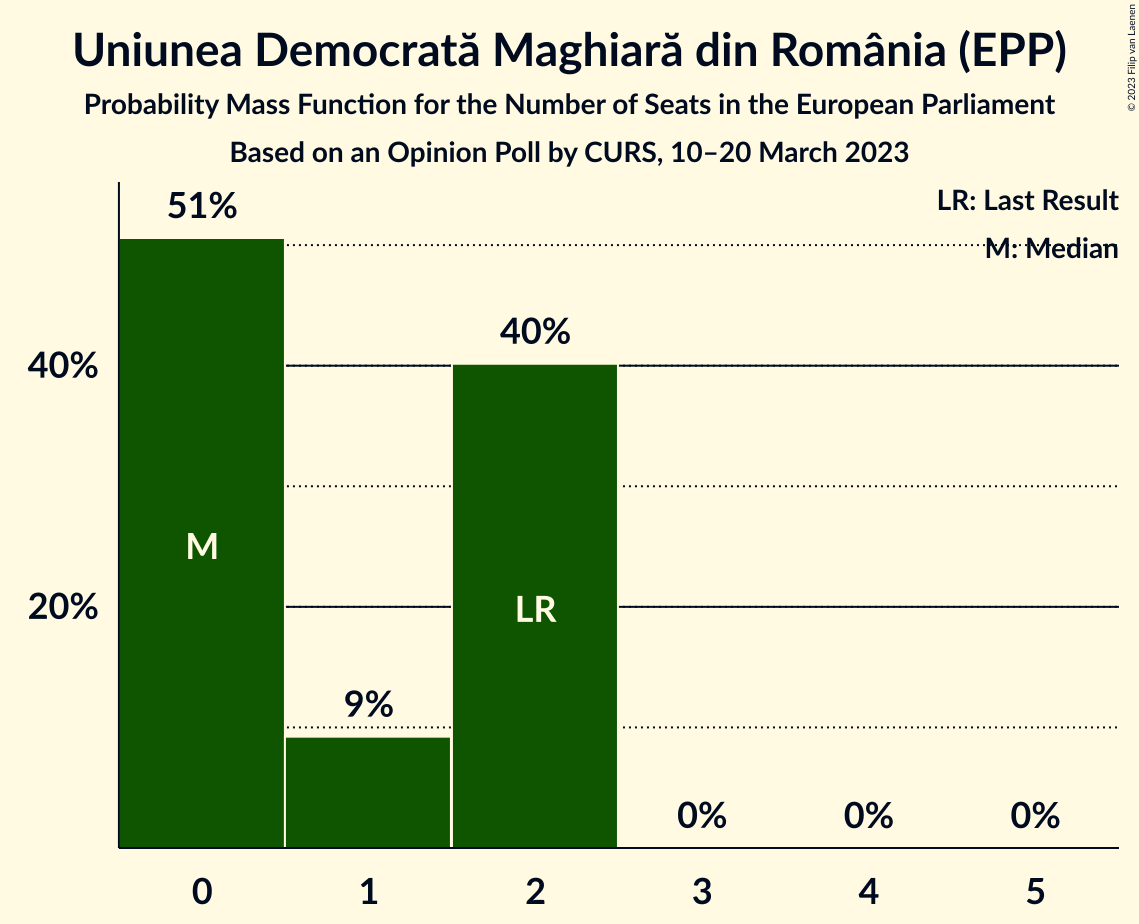 Uniunea Democrată Maghiară din România (EPP)
Probability Mass Function for the Number of Seats in the European Parliament
Based on an Opinion Poll by CURS, 10–20 March 2023
© 2023 Filip van Laenen
LR: Last Result
M: Median
51%
40%
9%
0%
0%
0%
40%
20%
M
LR
0
1
2
3
4
5